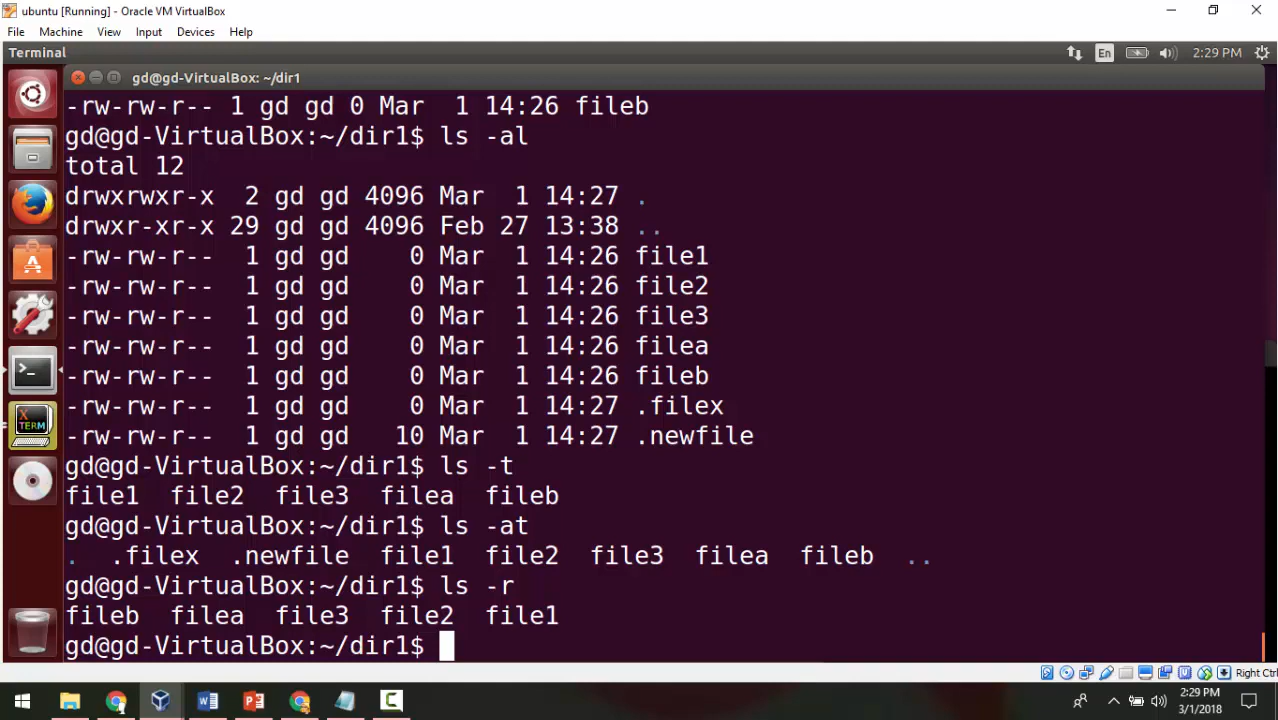 ubuntu [Running] - Oracle VM VirtualBox
File Machine View Input Devices Help
Terminal En 2:29 PM
gd@gd-VirtualBox: ~/dir1
-rw-rw-r-- 1 gd gd 0 Mar  1 14:26 fileb
gd@gd-VirtualBox:~/dir1$ ls -al
total 12
drwxrwxr-x  2 gd gd 4096 Mar  1 14:27 .
drwxr-xr-x 29 gd gd 4096 Feb 27 13:38 ..
-rw-rw-r--  1 gd gd    0 Mar  1 14:26 file1
-rw-rw-r--  1 gd gd    0 Mar  1 14:26 file2
-rw-rw-r--  1 gd gd    0 Mar  1 14:26 file3
-rw-rw-r--  1 gd gd    0 Mar  1 14:26 filea
-rw-rw-r--  1 gd gd    0 Mar  1 14:26 fileb
-rw-rw-r--  1 gd gd    0 Mar  1 14:27 .filex
-rw-rw-r--  1 gd gd   10 Mar  1 14:27 .newfile
gd@gd-VirtualBox:~/dir1$ ls -t
file1  file2  file3  filea  fileb
gd@gd-VirtualBox:~/dir1$ ls -at
.  .filex  .newfile  file1  file2  file3  filea  fileb  ..
gd@gd-VirtualBox:~/dir1$ ls -r
fileb  filea  file3  file2  file1
gd@gd-VirtualBox:~/dir1$
X
TERM
Right Ctrl
2:29 PM
3/1/2018